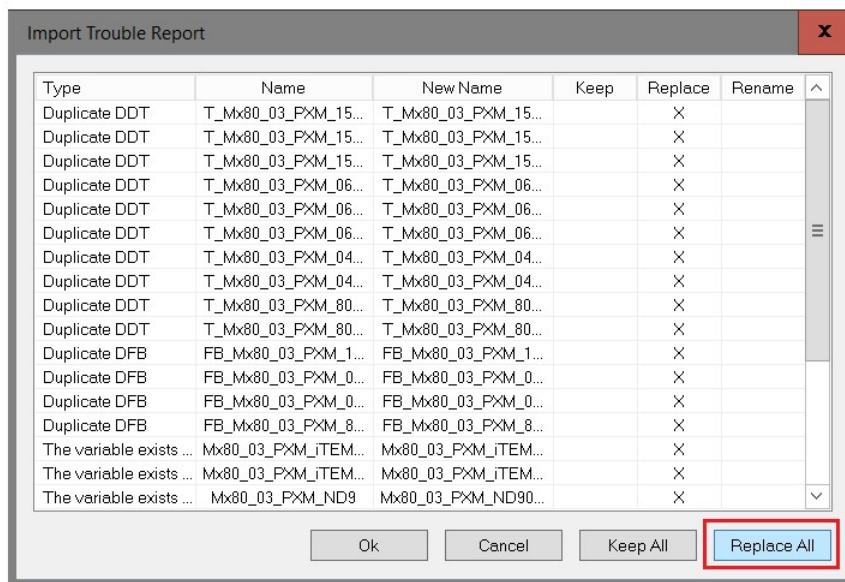 Import Trouble Report
x
Type Name New Name Keep Replace Rename
Duplicate DDT T_Mx80_03_PXM_15... T_Mx80_03_PXM_15... X
Duplicate DDT T_Mx80_03_PXM_15... T_Mx80_03_PXM_15... X
Duplicate DDT T_Mx80_03_PXM_15... T_Mx80_03_PXM_15... X
Duplicate DDT T_Mx80_03_PXM_06... T_Mx80_03_PXM_06... X
Duplicate DDT T_Mx80_03_PXM_06... T_Mx80_03_PXM_06... X
Duplicate DDT T_Mx80_03_PXM_06... T_Mx80_03_PXM_06... X
Duplicate DDT T_Mx80_03_PXM_04... T_Mx80_03_PXM_04... X
Duplicate DDT T_Mx80_03_PXM_04... T_Mx80_03_PXM_04... X
Duplicate DDT T_Mx80_03_PXM_80... T_Mx80_03_PXM_80... X
Duplicate DDT T_Mx80_03_PXM_80... T_Mx80_03_PXM_80... X
Duplicate DFB FB_Mx80_03_PXM_1... FB_Mx80_03_PXM_1... X
Duplicate DFB FB_Mx80_03_PXM_0... FB_Mx80_03_PXM_0... X
Duplicate DFB FB_Mx80_03_PXM_0... FB_Mx80_03_PXM_0... X
Duplicate DFB FB_Mx80_03_PXM_8... FB_Mx80_03_PXM_8... X
The variable exists ... Mx80_03_PXM_iTEM... Mx80_03_PXM_iTEM... X
The variable exists ... Mx80_03_PXM_iTEM... Mx80_03_PXM_iTEM... X
The variable exists ... Mx80_03_PXM_ND9 Mx80_03_PXM_ND90... X
Ok Cancel Keep All Replace All